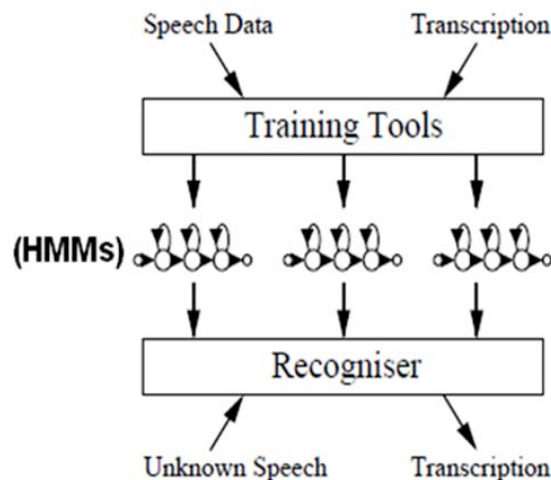 Speech Data
Transcription
Training Tools
(HMMs)
Recogniser
Unknown Speech
Transcription